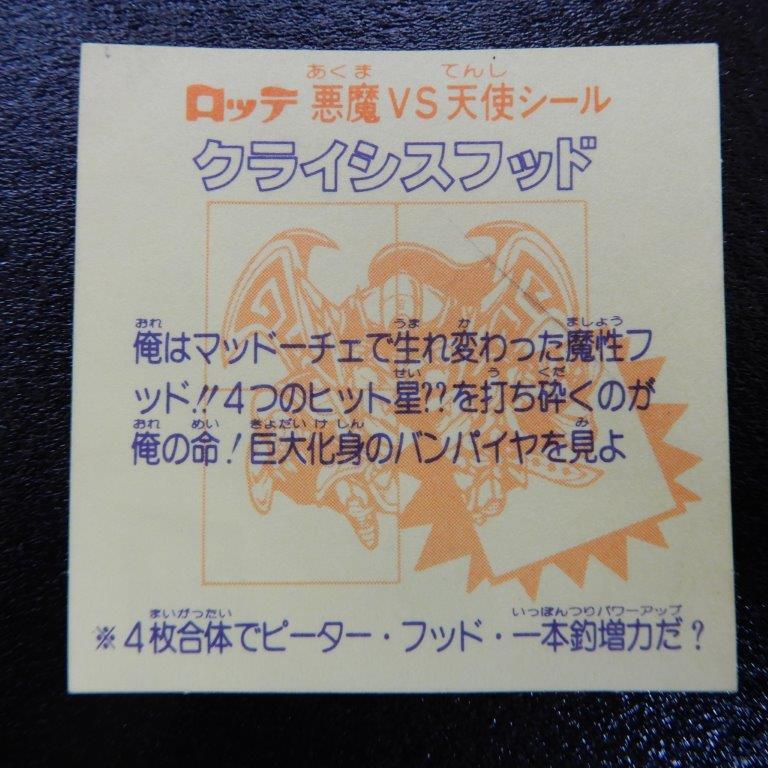 あくま てんし
ロッテ 悪魔VS天使シール
クライシスフッド
おれ うま か ましょう
俺はマッドーチェで生れ変わった魔性フ
せい う くだ
ッド!!4つのヒット星??を打ち砕くのが
おれ めい きょだい けしん み
俺の命!巨大化身のバンパイヤを見よ
まいがったい いっぽんつりパワーアップ
※4枚合体でピーター・フッド・一本釣増力だ?